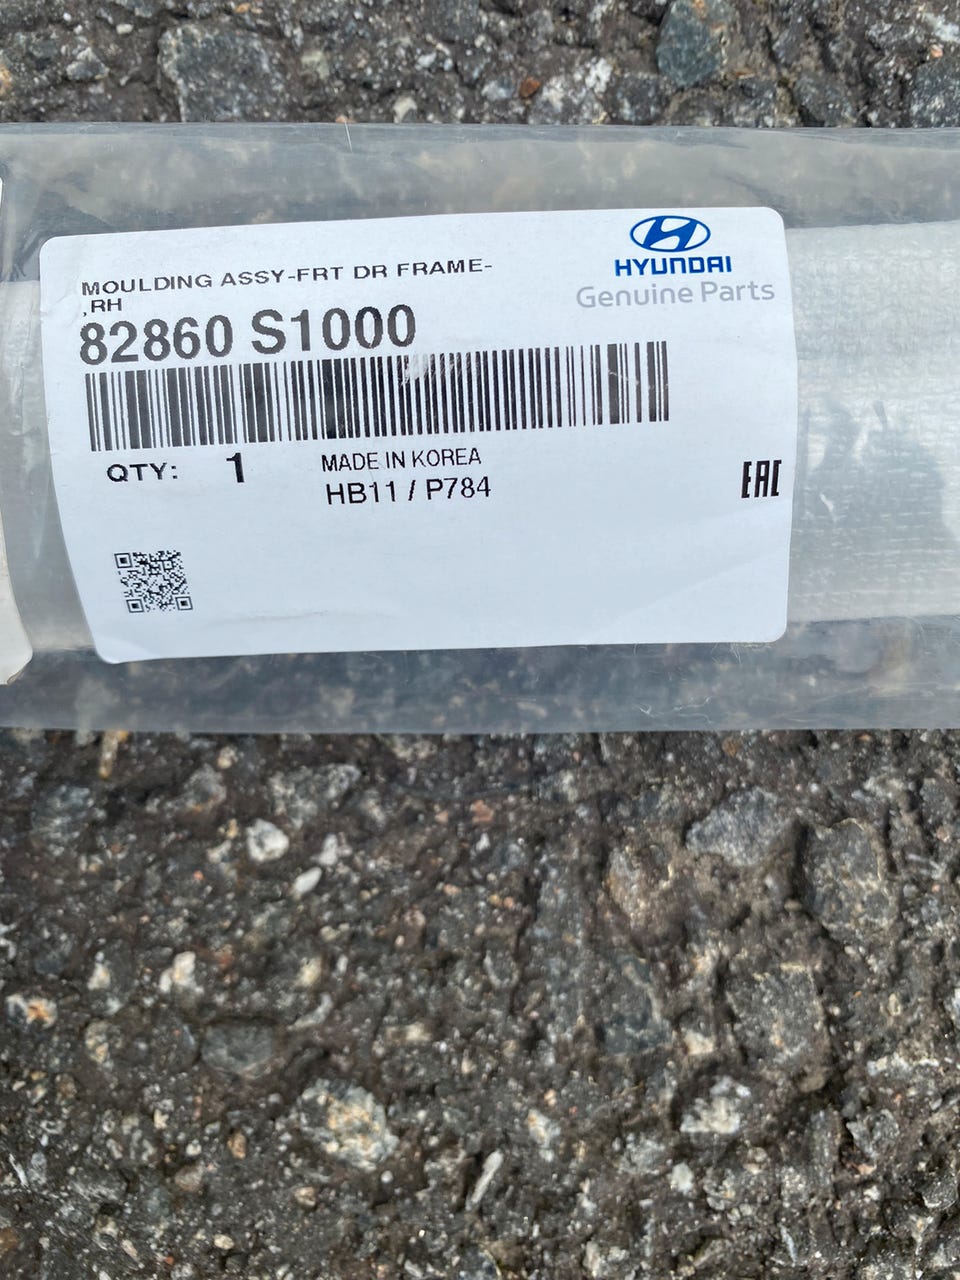 HYUNDAI
Genuine Parts
MOULDING ASSY-FRT DR FRAME-
,RH
82860 S1000
QTY: 1
MADE IN KOREA
HB11 / P784
EAC